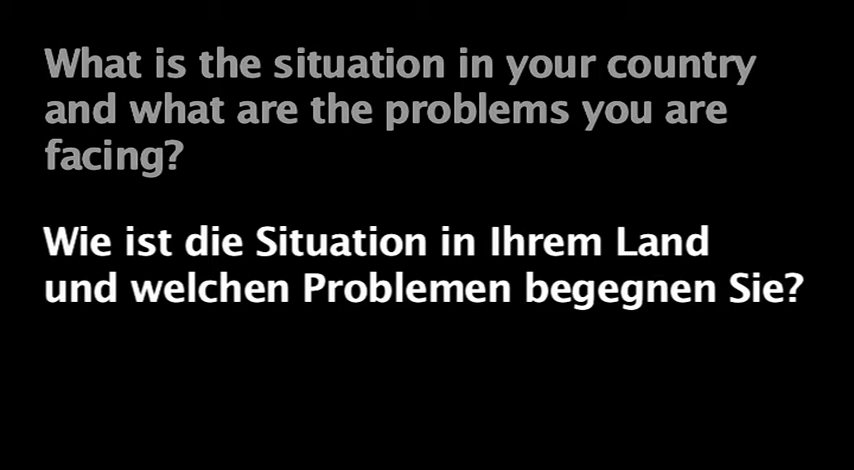 What is the situation in your country
and what are the problems you are
facing?
Wie ist die Situation in Ihrem Land
und welchen Problemen begegnen Sie?